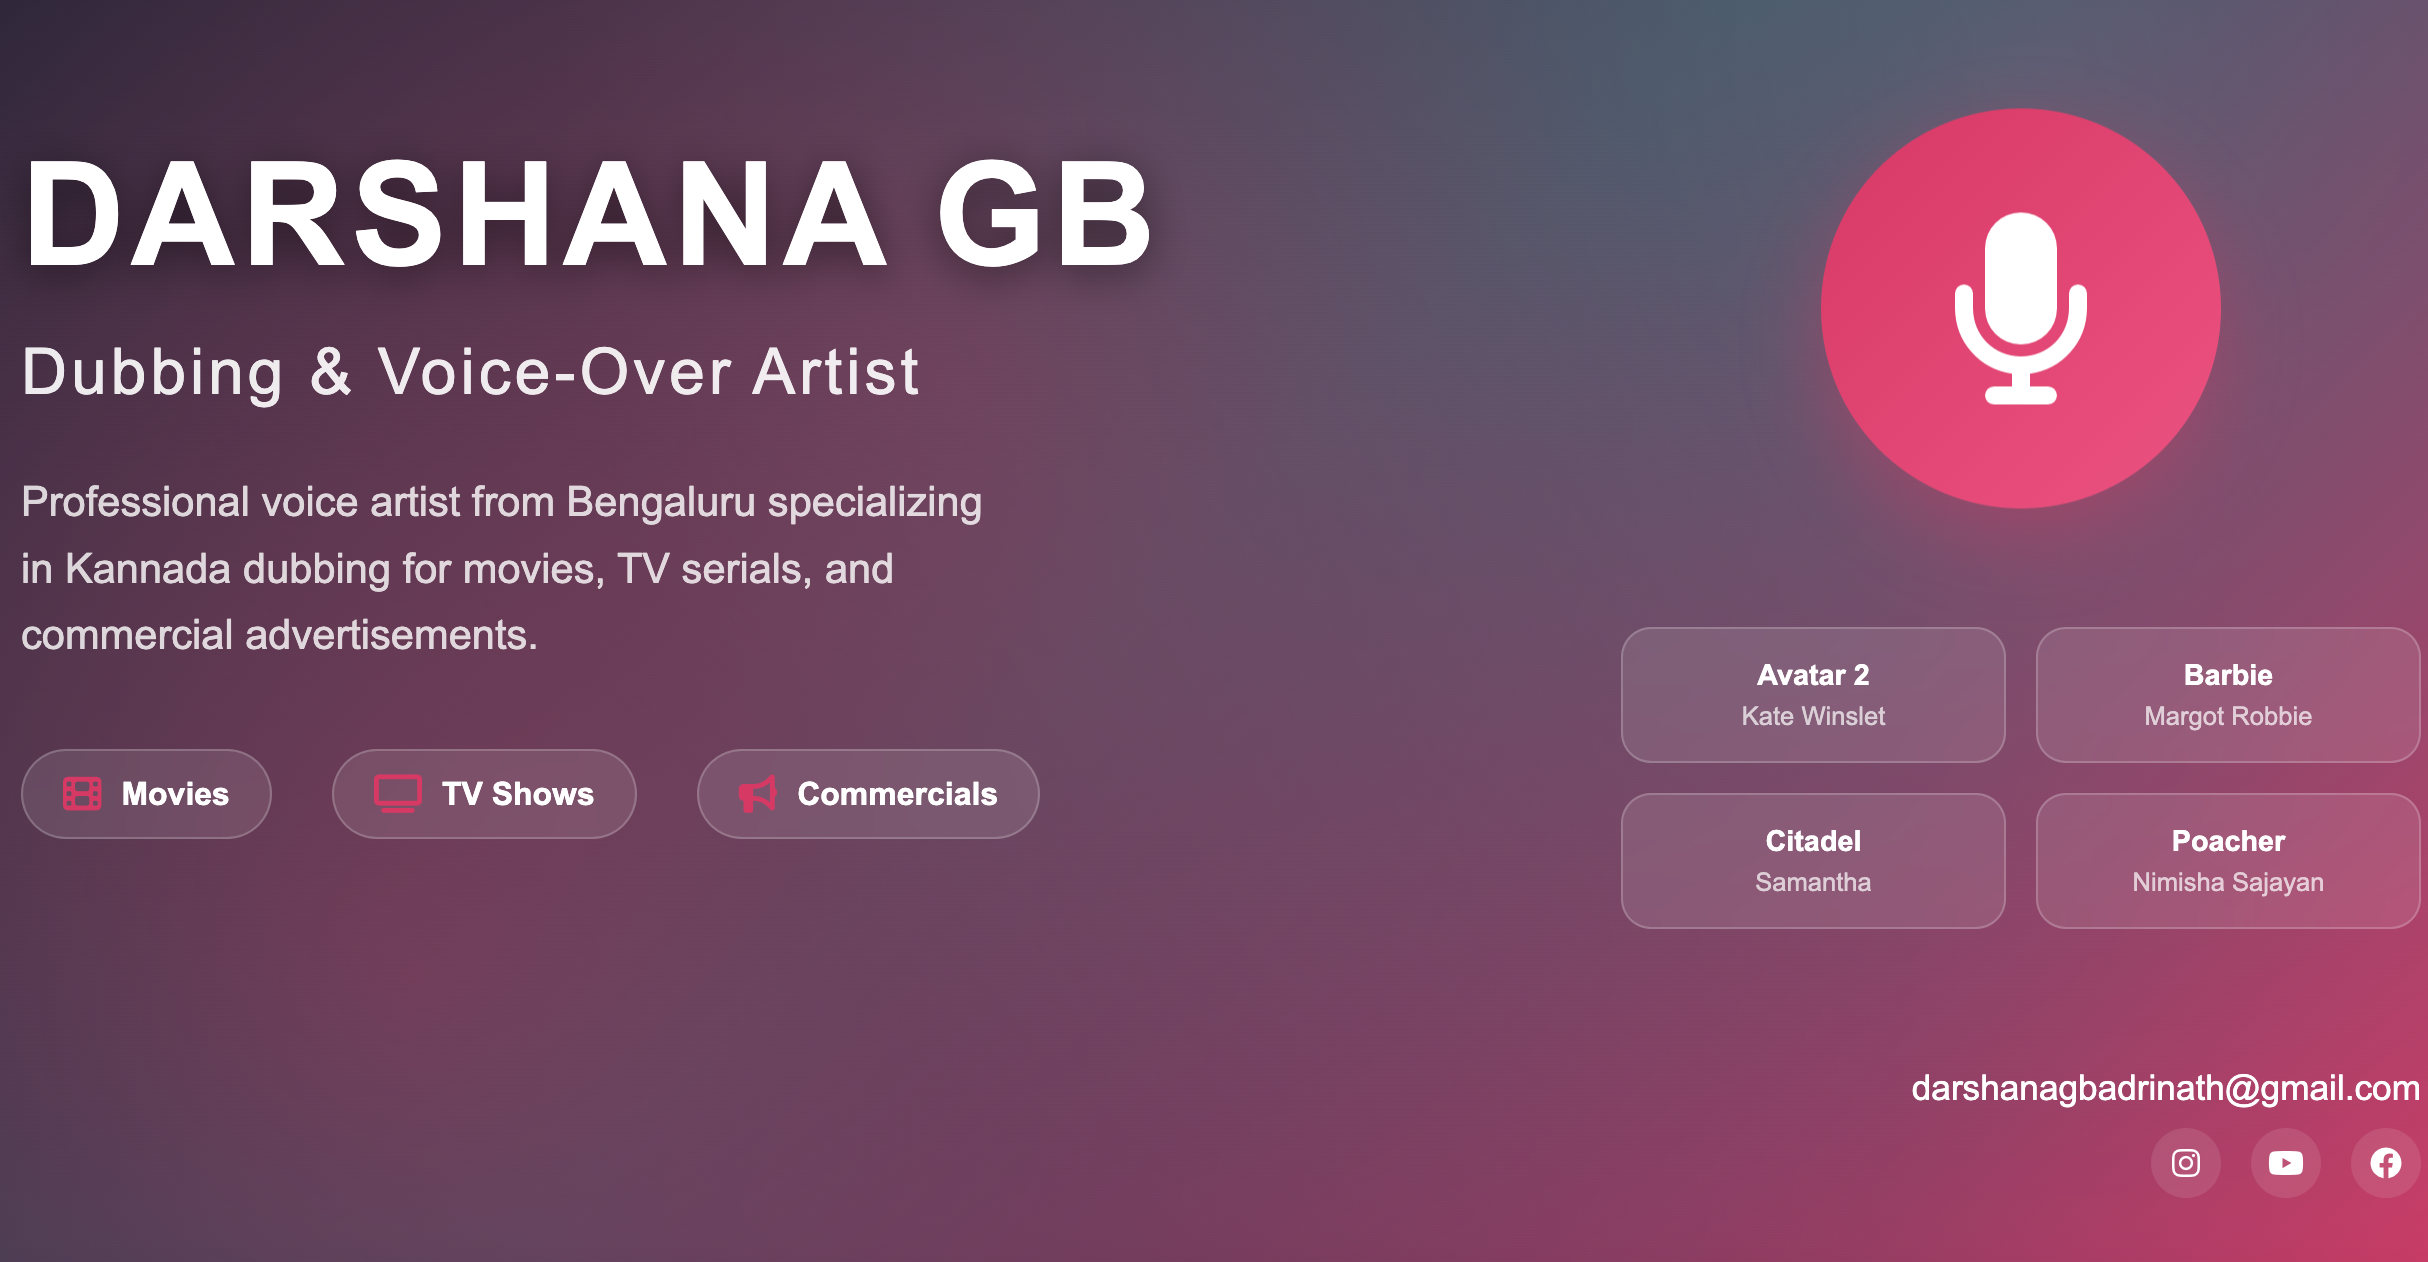 DARSHANA GB
Dubbing & Voice-Over Artist
Professional voice artist from Bengaluru specializing
in Kannada dubbing for movies, TV serials, and
commercial advertisements.
Movies
TV Shows
Commercials
Avatar 2
Kate Winslet
Barbie
Margot Robbie
Citadel
Samantha
Poacher
Nimisha Sajayan
darshanagbadrinath@gmail.com